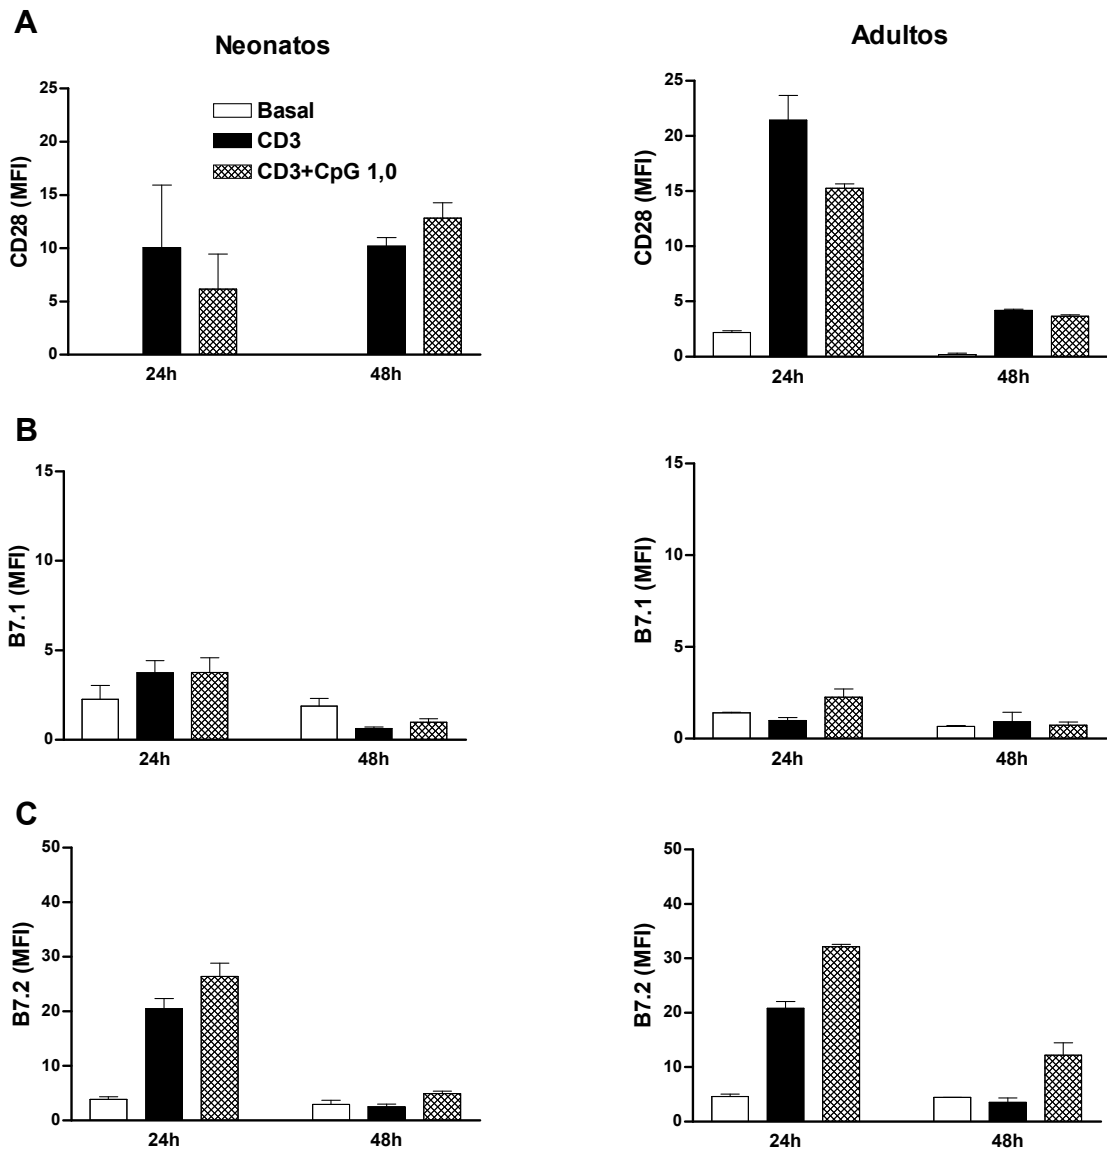 A
Neonatos
Adultos
25
20
15
10
5
0
CD28 (MFI)
Basal
CD3
CD3+CpG 1,0
24h
48h
25
20
15
10
5
0
CD28 (MFI)
24h
48h
B
15
10
5
0
B7.1 (MFI)
24h
48h
15
10
5
0
B7.1 (MFI)
24h
48h
C
50
40
30
20
10
0
B7.2 (MFI)
24h
48h
50
40
30
20
10
0
B7.2 (MFI)
24h
48h